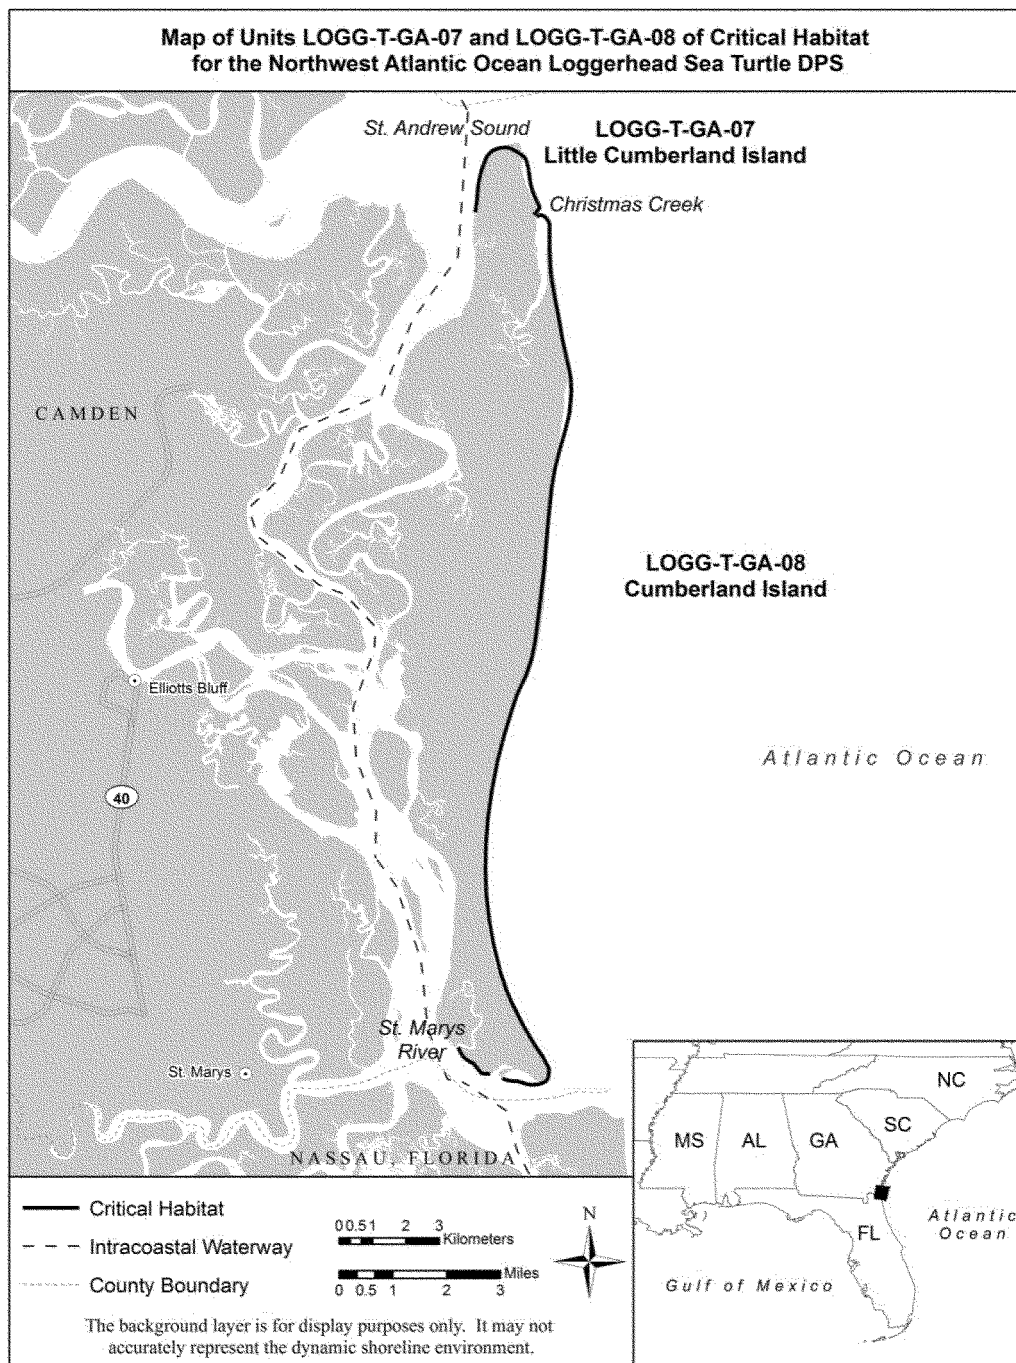 Map of Units LOGG-T-GA-07 and LOGG-T-GA-08 of Critical Habitat
for the Northwest Atlantic Ocean Loggerhead Sea Turtle DPS
St. Andrew Sound
LOGG-T-GA-07
Little Cumberland Island
Christmas Creek
CAMDEN
LOGG-T-GA-08
Cumberland Island
Elliotts Bluff
Atlantic Ocean
40
St. Marys
River
St. Marys
NASSAU, FLORIDA
NC
SC
MS
AL
GA
FL
Atlantic
Ocean
Gulf of Mexico
Critical Habitat
Intracoastal Waterway
County Boundary
0 0.5 1 2 3
Kilometers
Miles
0 0.5 1 2 3
N
The background layer is for display purposes only. It may not
accurately represent the dynamic shoreline environment.